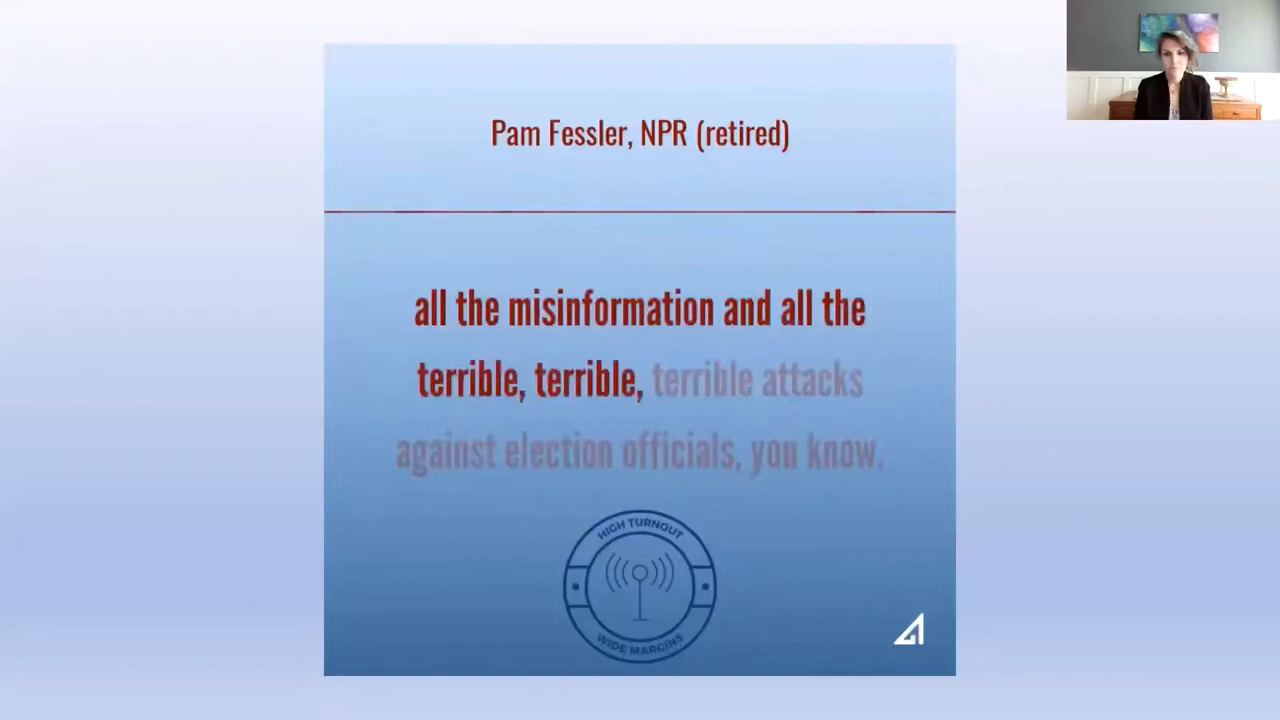 Pam Fessler, NPR (retired)
all the misinformation and all the
terrible, terrible, terrible attacks
against election officials, you know.
HIGH TURNOUT
WIDE MARGINS